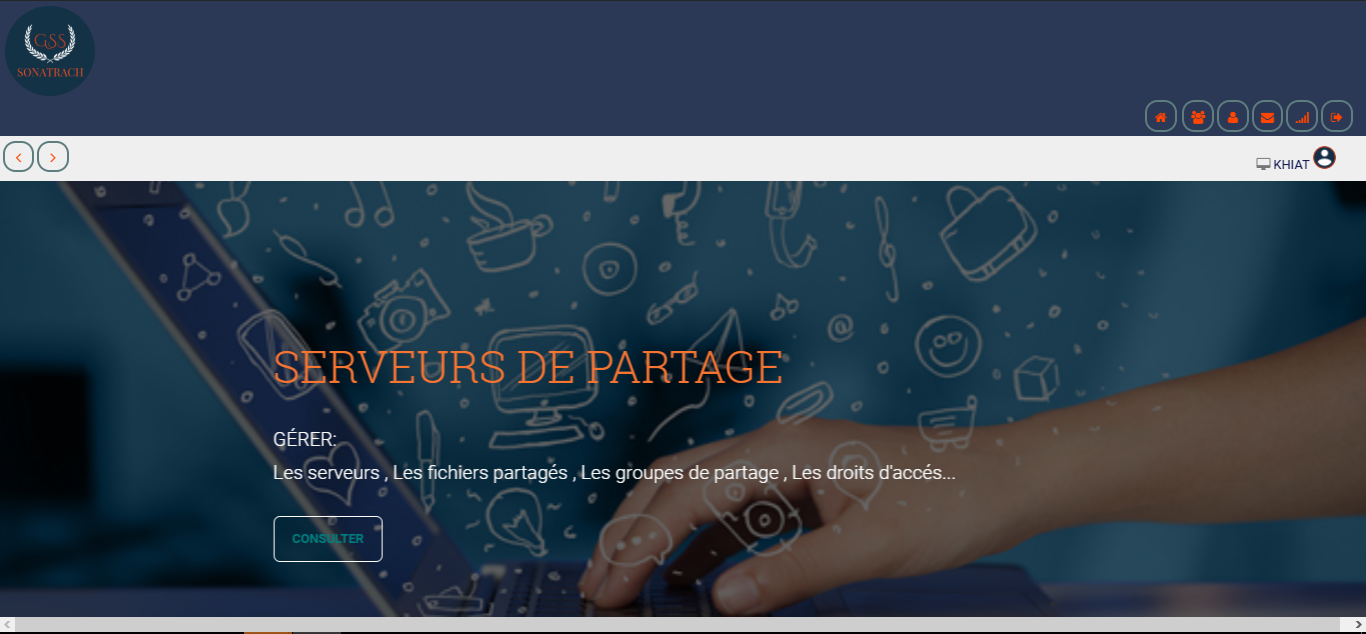 GSS
SONATRACH
KHIAT
SERVEURS DE PARTAGE
GÉRER:
Les serveurs , Les fichiers partagés , Les groupes de partage , Les droits d'accés...
CONSULTER